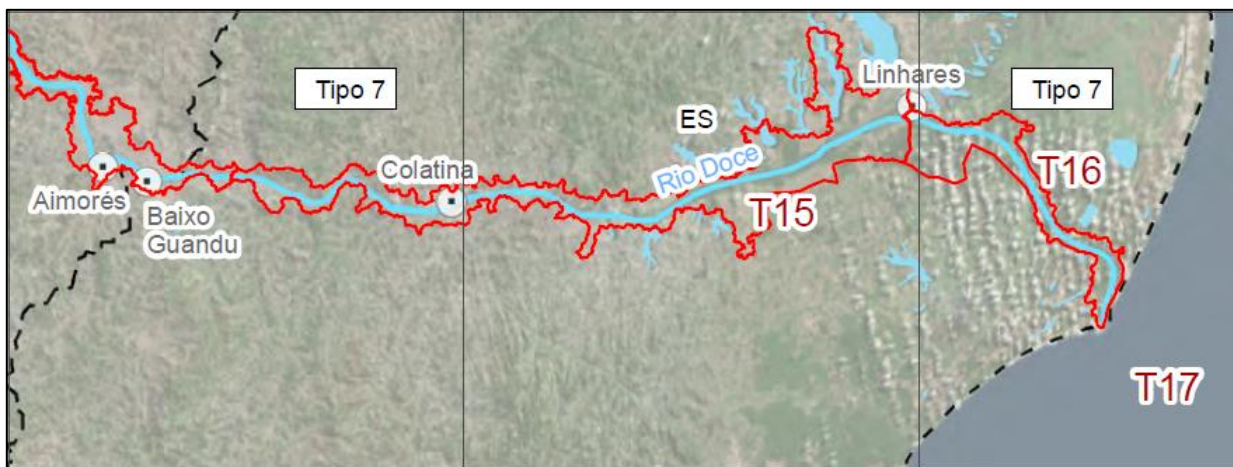 Tipo 7
Linhares
Tipo 7
ES
Colatina
Rio Doce
T16
Aimorés
Baixo
Guandu
T15
T17